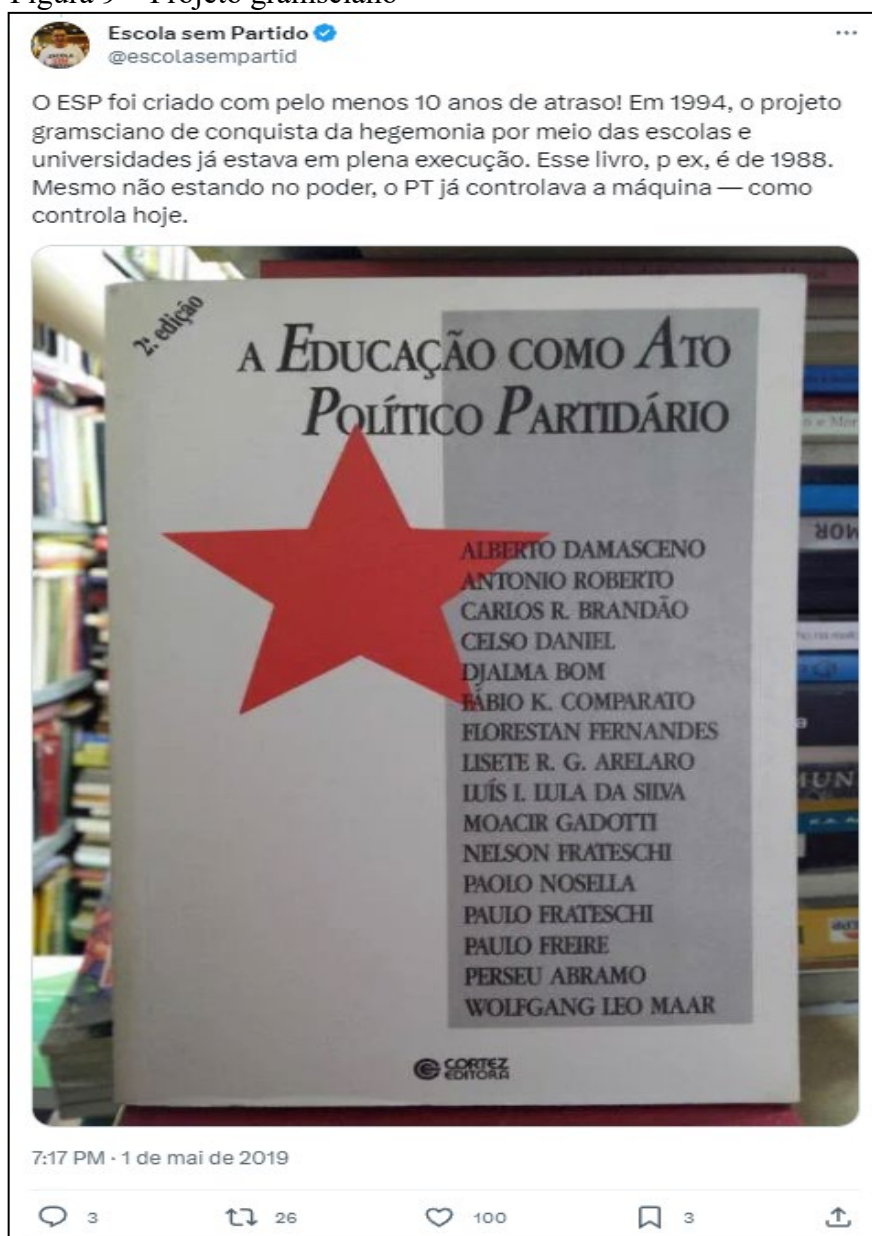 Figura 9 – Projeto gramsciano
Escola sem Partido
@escolasempartid
O ESP foi criado com pelo menos 10 anos de atraso! Em 1994, o projeto
gramsciano de conquista da hegemonia por meio das escolas e
universidades já estava em plena execução. Esse livro, p ex, é de 1988.
Mesmo não estando no poder, o PT já controlava a máquina — como
controla hoje.
2ª. edição
A EDUCAÇÃO COMO ATO
POLÍTICO PARTIDÁRIO
ALBERTO DAMASCENO
ANTONIO ROBERTO
CARLOS R. BRANDÃO
CELSO DANIEL
DJALMA BOM
FÁBIO K. COMPARATO
FLORESTAN FERNANDES
LISETE R. G. ARELARO
LUÍS I. LULA DA SILVA
MOACIR GADOTTI
NELSON FRATESCHI
PAOLO NOSELLA
PAULO FRATESCHI
PAULO FREIRE
PERSEU ABRAMO
WOLFGANG LEO MAAR
CORTEZ
EDITORA
7:17 PM · 1 de mai de 2019
3
26
100
3